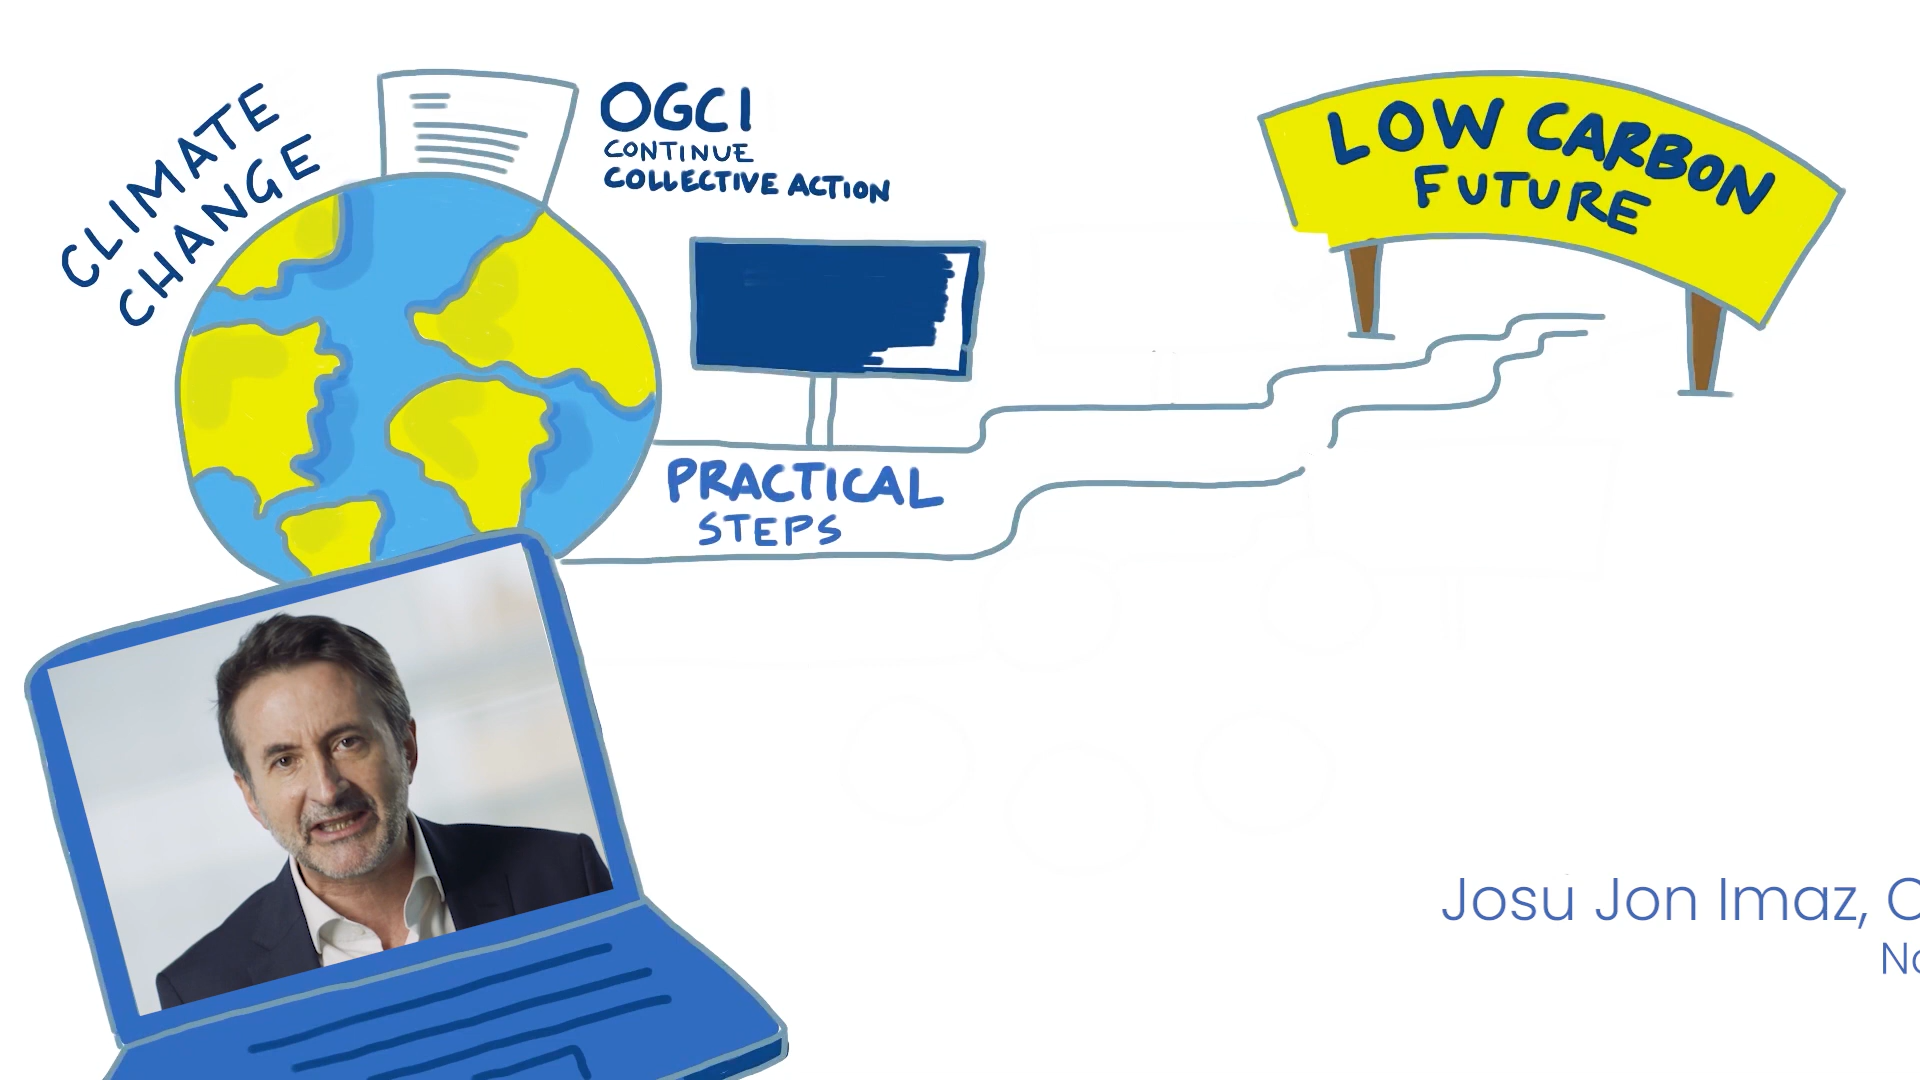 CLIMATE
CHANGE
OGCI
CONTINUE
COLLECTIVE ACTION
LOW CARBON
FUTURE
PRACTICAL
STEPS
Josu Jon Imaz,